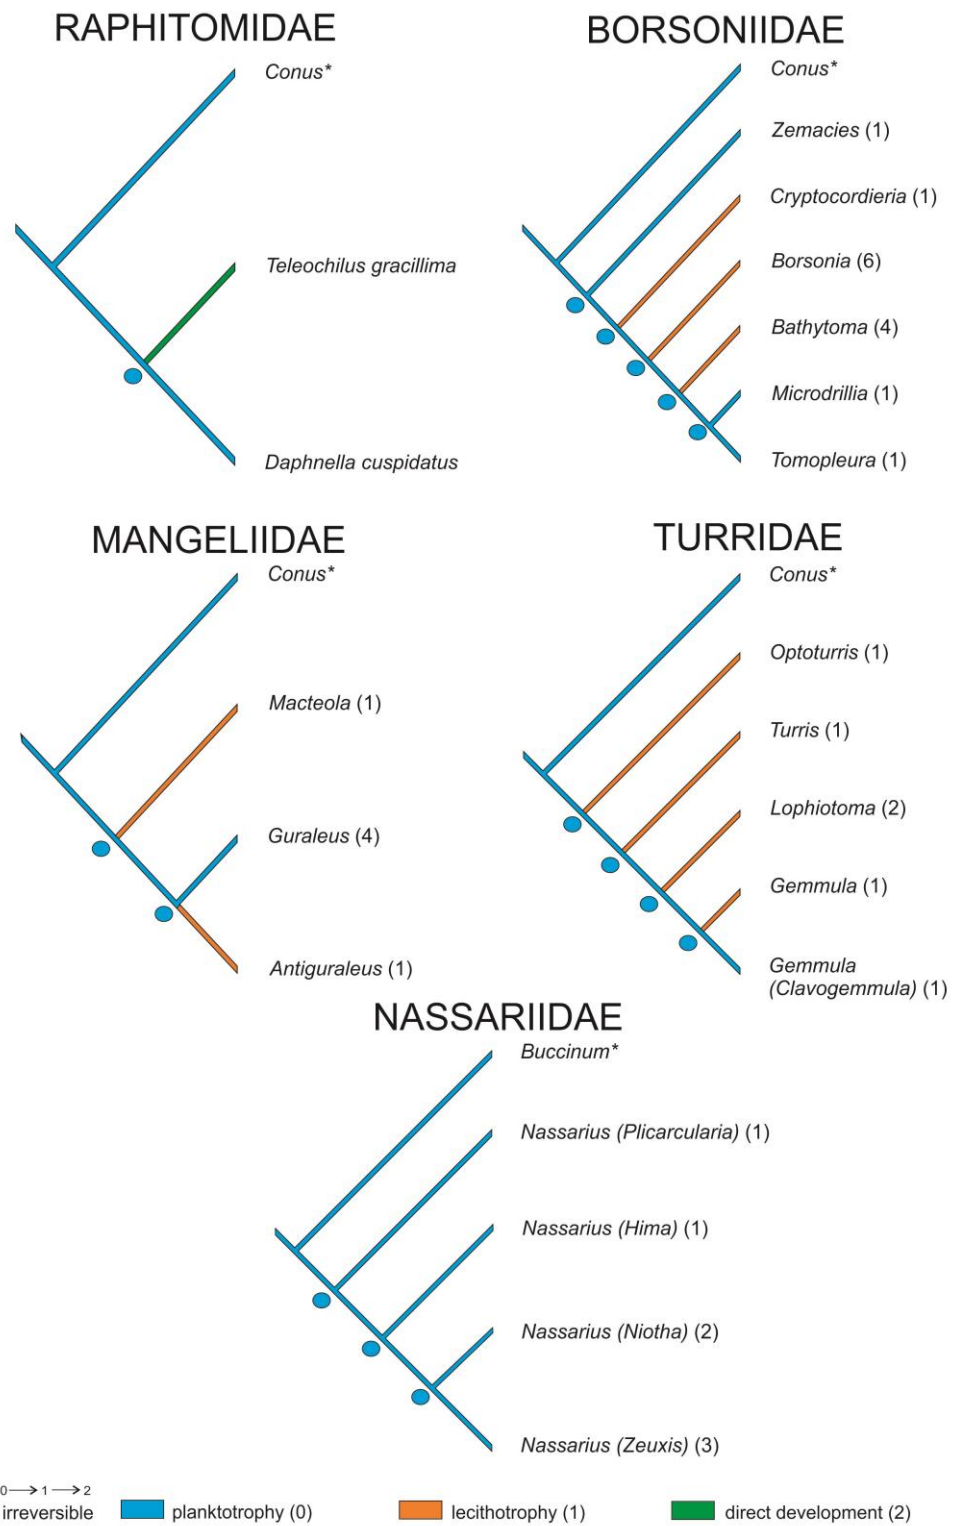 RAPHITOMIDAE
Conus*
Teleochilus gracillima
Daphnella cuspidatus
BORSONIIDAE
Conus*
Zemacies (1)
Cryptocordieria (1)
Borsonia (6)
Bathytoma (4)
Microdrillia (1)
Tomopleura (1)
MANGELIIDAE
Conus*
Macteola (1)
Guraleus (4)
Antiguraleus (1)
TURRIDAE
Conus*
Optoturris (1)
Turris (1)
Lophiotoma (2)
Gemmula (1)
Gemmula
(Clavogemmula) (1)
NASSARIIDAE
Buccinum*
Nassarius (Plicarcularia) (1)
Nassarius (Hima) (1)
Nassarius (Niotha) (2)
Nassarius (Zeuxis) (3)
0→1→2
irreversible
planktotrophy (0)
lecithotrophy (1)
direct development (2)